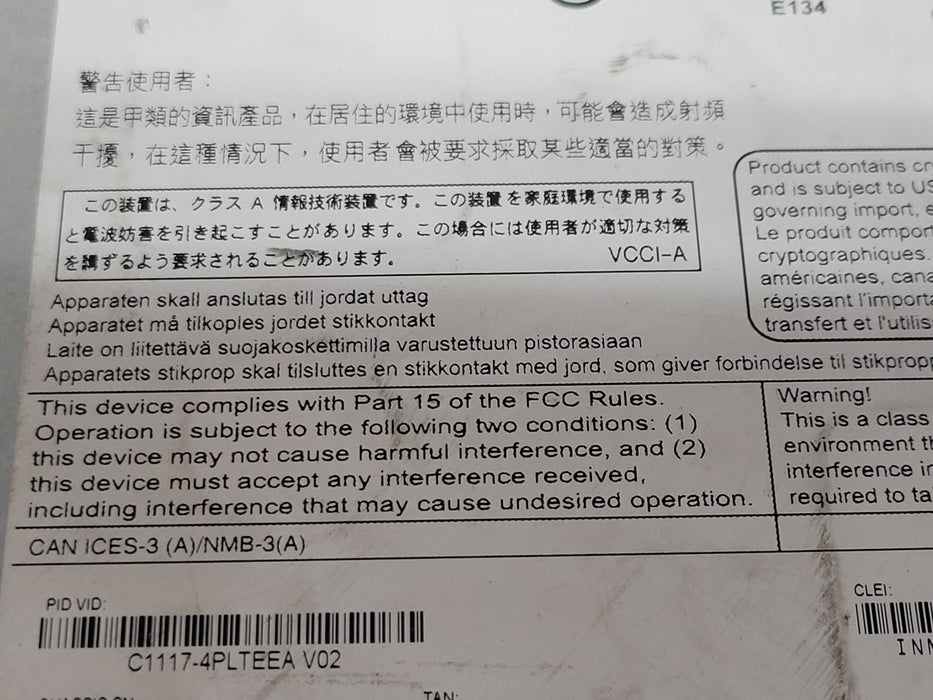 E134
警告使用者：
這是甲類的資訊產品，在居住的環境中使用時，可能會造成射頻
干擾，在這種情況下，使用者會被要求採取某些適當的對策。
この装置は、クラス A 情報技術装置です。この装置を家庭環境で使用する
と電波妨害を引き起こすことがあります。この場合には使用者が適切な対策
を講ずるよう要求されることがあります。
VCCI-A
Product contains cr
and is subject to US
governing import, e
Le produit comport
cryptographiques.
américaines, cana
régissant l'importa
transfert et l'utilis
Apparaten skall anslutas till jordat uttag
Apparatet må tilkoples jordet stikkontakt
Laite on liitettävä suojakoskettimilla varustettuun pistorasiaan
Apparatets stikprop skal tilsluttes en stikkontakt med jord, som giver forbindelse til stikpropp
This device complies with Part 15 of the FCC Rules.
Operation is subject to the following two conditions: (1)
this device may not cause harmful interference, and (2)
this device must accept any interference received,
including interference that may cause undesired operation.
Warning!
This is a class
environment th
interference in
required to ta
CAN ICES-3 (A)/NMB-3(A)
PID VID:
C1117-4PLTEEA V02
CLEI:
INM
TAN: